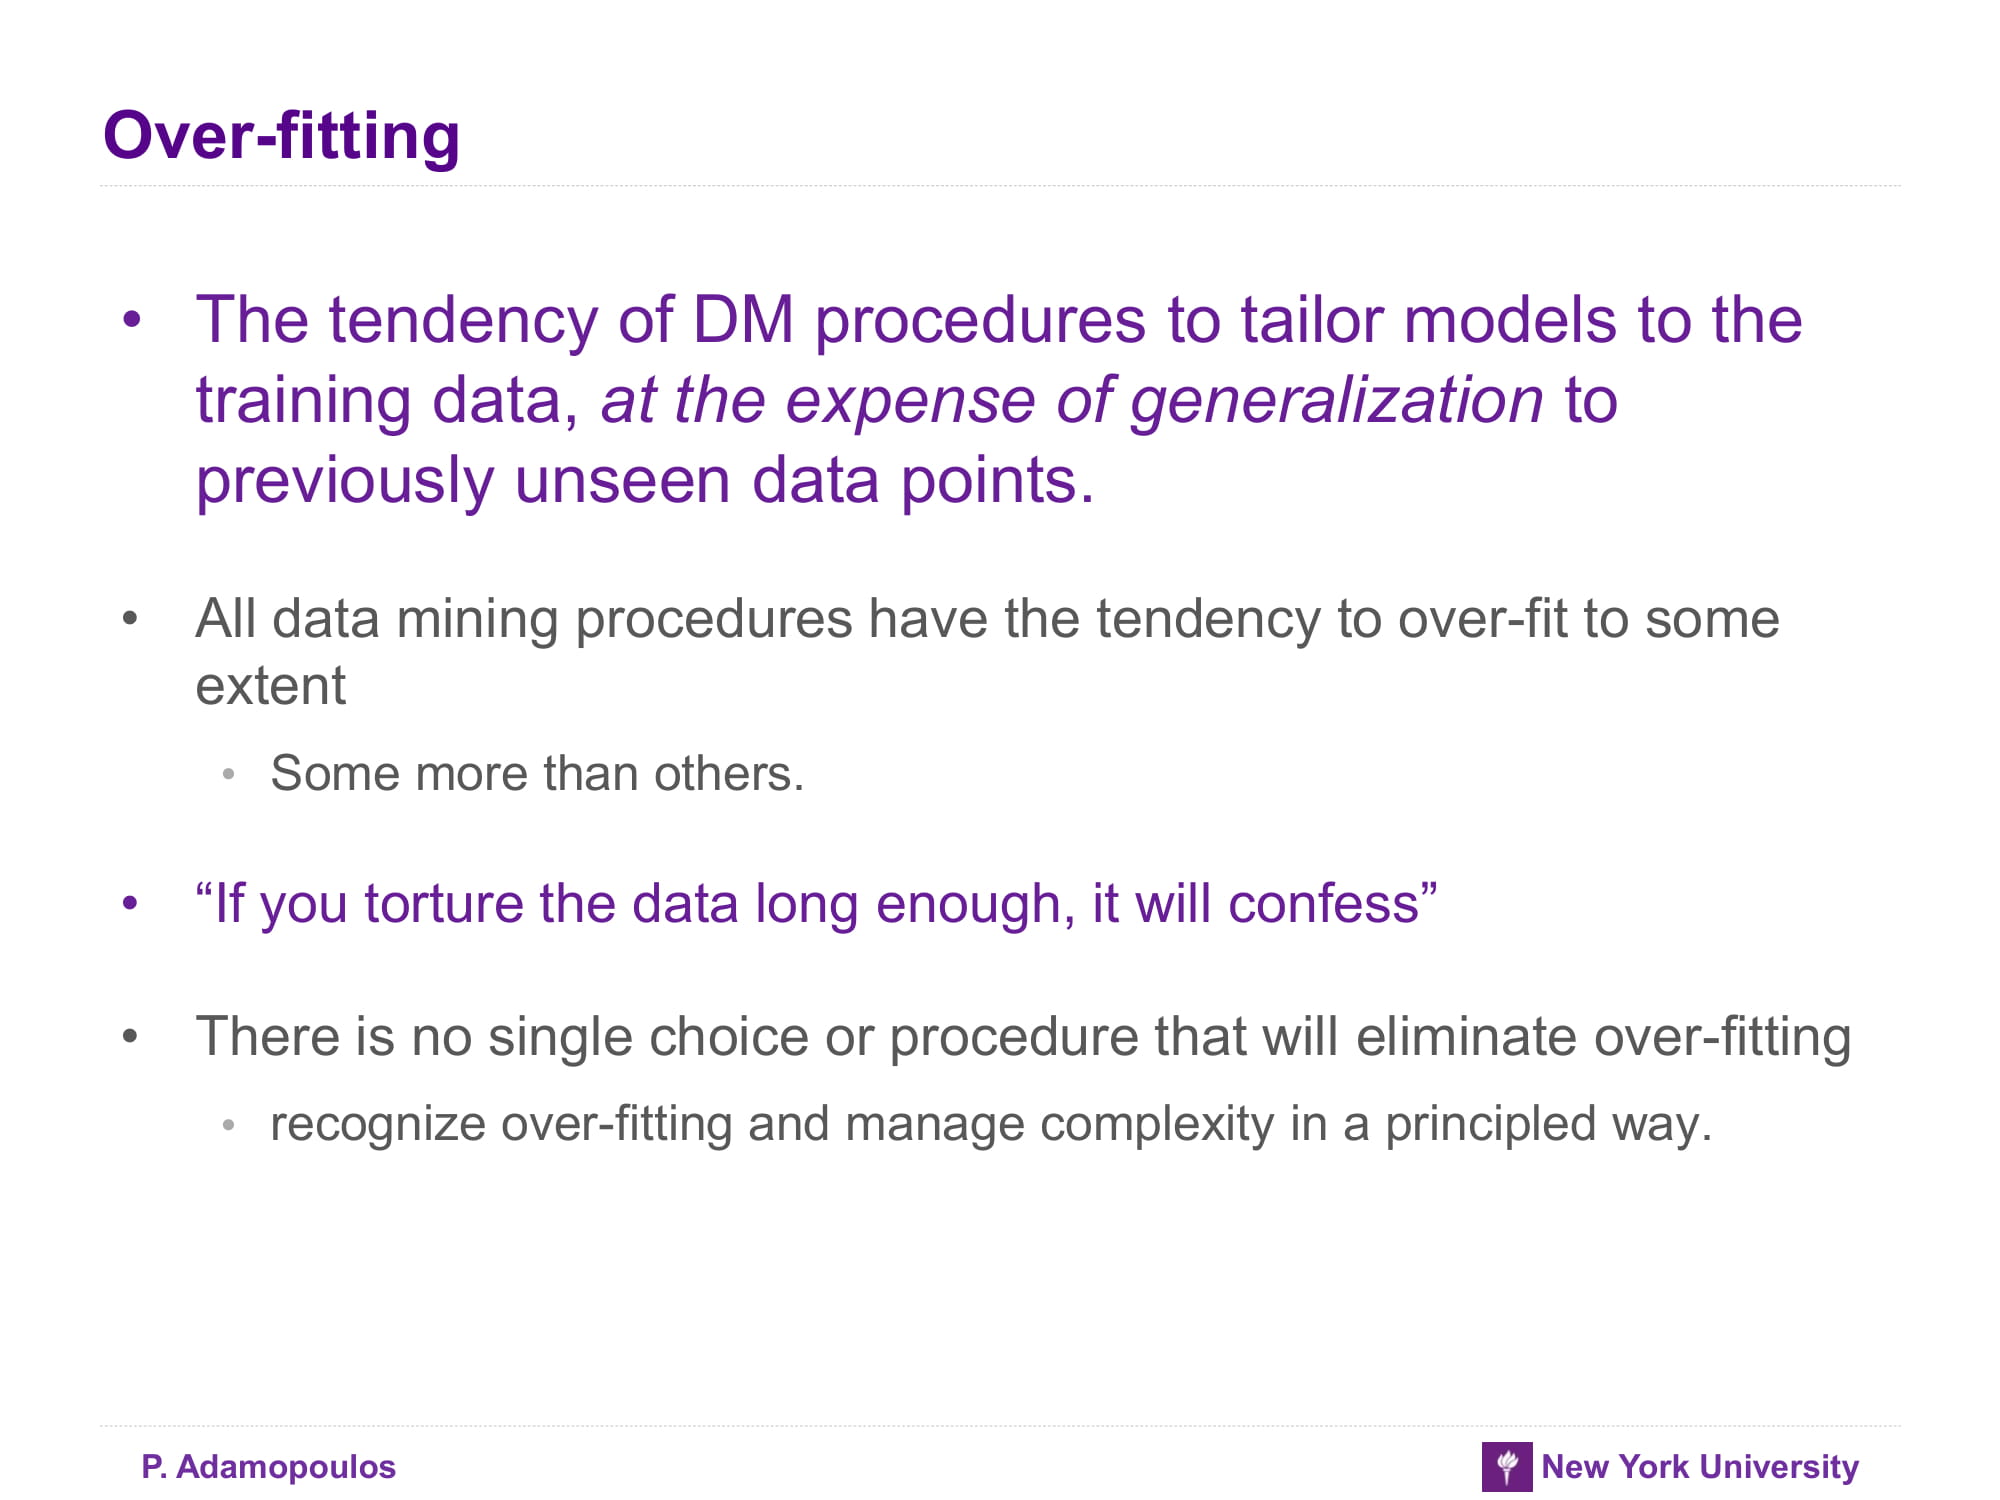 Over-fitting
• The tendency of DM procedures to tailor models to the
training data, at the expense of generalization to
previously unseen data points.
• All data mining procedures have the tendency to over-fit to some
extent
• Some more than others.
• “If you torture the data long enough, it will confess”
• There is no single choice or procedure that will eliminate over-fitting
• recognize over-fitting and manage complexity in a principled way.
P. Adamopoulos
New York University